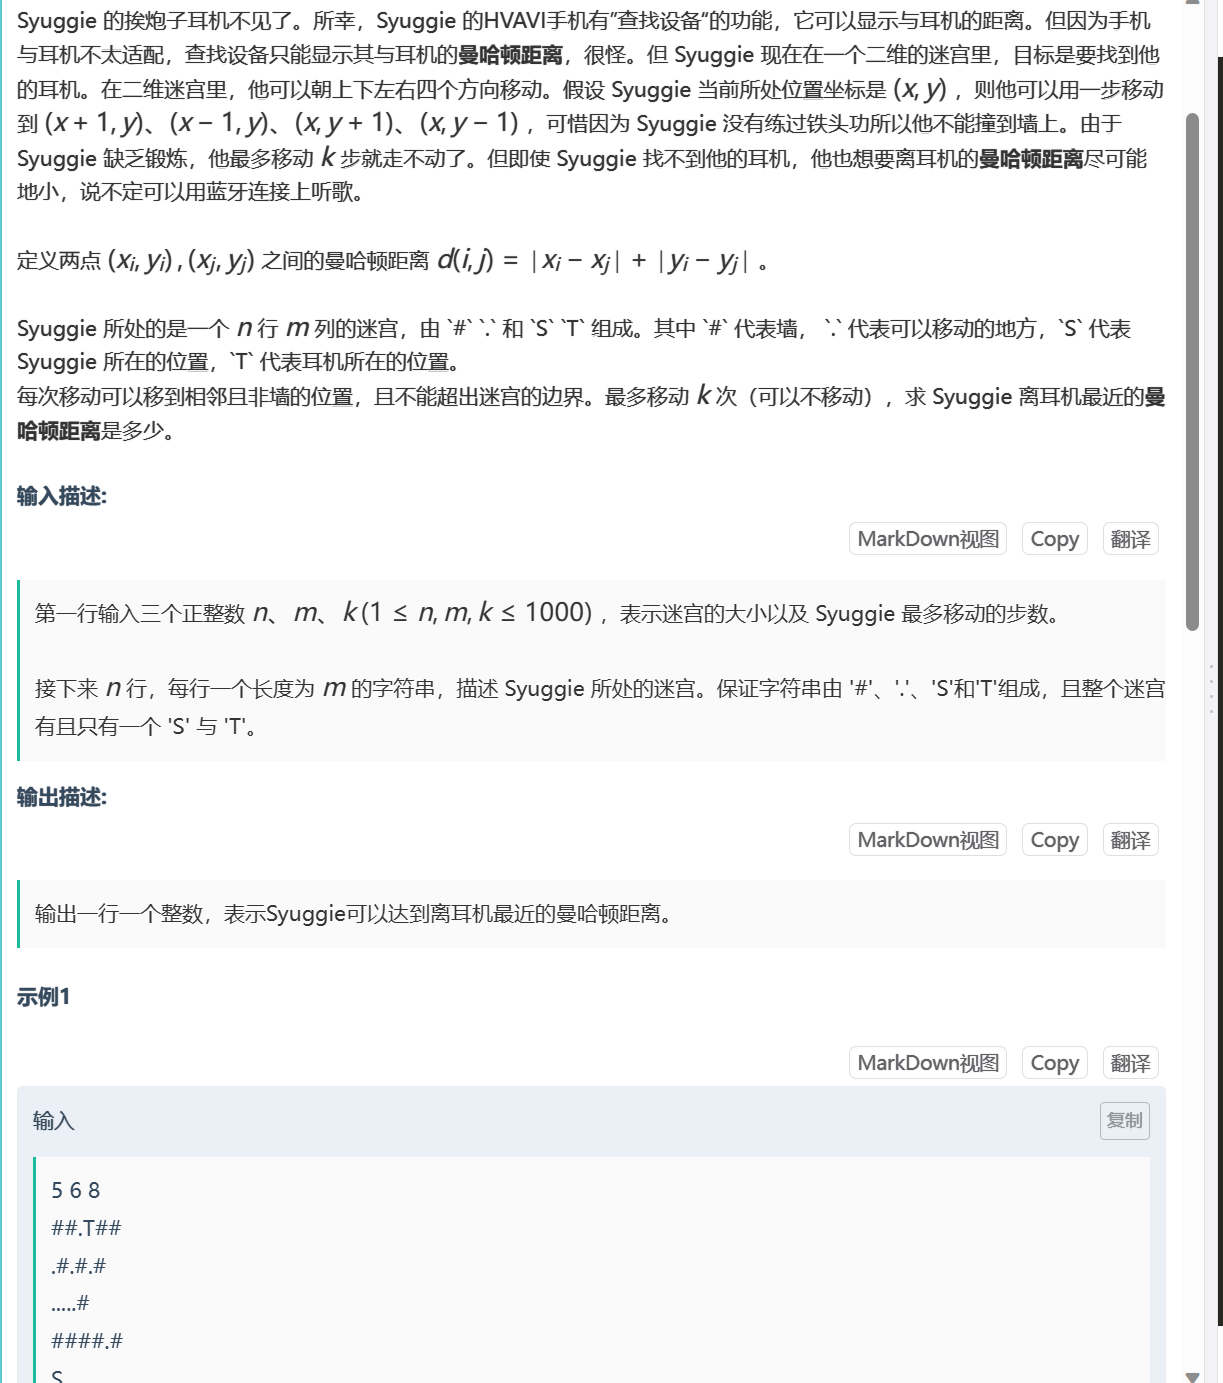 Syuggie 的挨炮子耳机不见了。所幸，Syuggie 的HVAVI手机有”查找设备“的功能，它可以显示与耳机的距离。但因为手机
与耳机不太适配，查找设备只能显示其与耳机的曼哈顿距离，很怪。但 Syuggie 现在在一个二维的迷宫里，目标是要找到他
的耳机。在二维迷宫里，他可以朝上下左右四个方向移动。假设 Syuggie 当前所处位置坐标是 (x, y) ，则他可以用一步移动
到 (x + 1, y)、(x − 1, y)、(x, y + 1)、(x, y − 1) ，可惜因为 Syuggie 没有练过铁头功所以他不能撞到墙上。由于
Syuggie 缺乏锻炼，他最多移动 k 步就走不动了。但即使 Syuggie 找不到他的耳机，他也想要离耳机的曼哈顿距离尽可能
地小，说不定可以用蓝牙连接上听歌。
定义两点 (xᵢ, yᵢ) , (xⱼ, yⱼ) 之间的曼哈顿距离 d(i, j) = |xᵢ − xⱼ| + |yᵢ − yⱼ| 。
Syuggie 所处的是一个 n 行 m 列的迷宫，由 `#` `.` 和 `S` `T` 组成。其中 `#` 代表墙， `.` 代表可以移动的地方，`S` 代表
Syuggie 所在的位置，`T` 代表耳机所在的位置。
每次移动可以移到相邻且非墙的位置，且不能超出迷宫的边界。最多移动 k 次（可以不移动），求 Syuggie 离耳机最近的曼
哈顿距离是多少。
输入描述:
MarkDown视图 Copy 翻译
第一行输入三个正整数 n、m、k (1 ≤ n, m, k ≤ 1000) ，表示迷宫的大小以及 Syuggie 最多移动的步数。
接下来 n 行，每行一个长度为 m 的字符串，描述 Syuggie 所处的迷宫。保证字符串由 '#'、'.'、'S'和'T'组成，且整个迷宫
有且只有一个 'S' 与 'T'。
输出描述:
MarkDown视图 Copy 翻译
输出一行一个整数，表示Syuggie可以达到离耳机最近的曼哈顿距离。
示例1
MarkDown视图 Copy 翻译
输入 复制
5 6 8
##.T##
.#.#.#
.....#
####.#